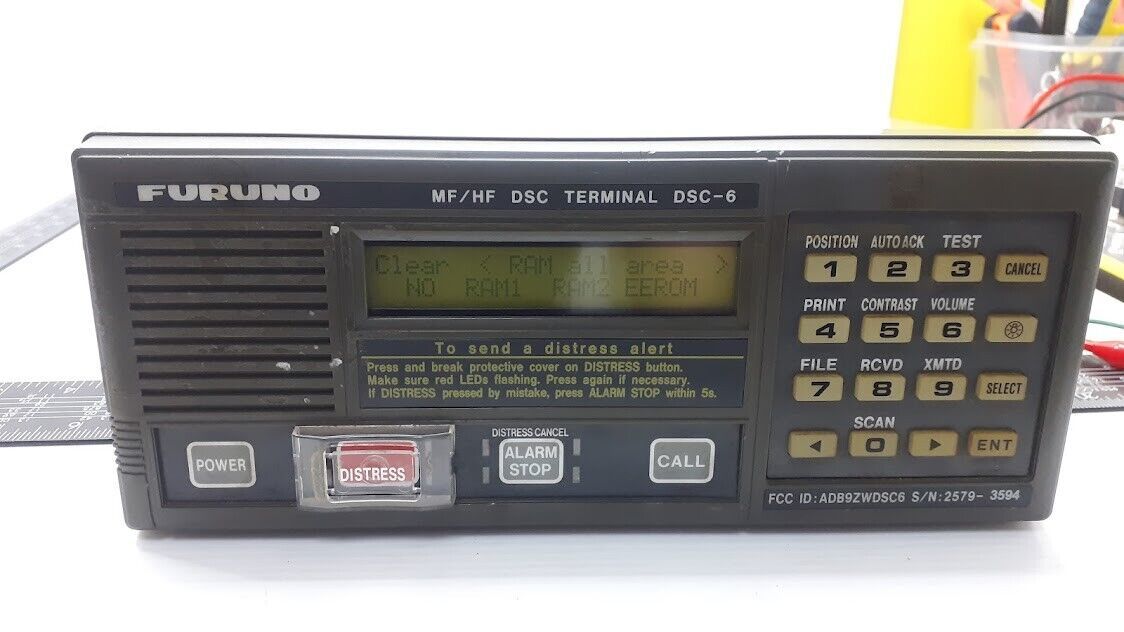 FURUNO
MF/HF DSC TERMINAL DSC-6
Clear < RAM all area >
NO RAM1 RAM2 EEROM
To send a distress alert
Press and break protective cover on DISTRESS button.
Make sure red LEDs flashing. Press again if necessary.
If DISTRESS pressed by mistake, press ALARM STOP within 5s.
POWER
DISTRESS
DISTRESS CANCEL
ALARM
STOP
CALL
POSITION AUTO ACK TEST
1 2 3 CANCEL
PRINT CONTRAST VOLUME
4 5 6
FILE RCVD XMTD
7 8 9 SELECT
SCAN
◄ 0 ► ENT
FCC ID:ADB9ZWDSC6 S/N:2579- 3594